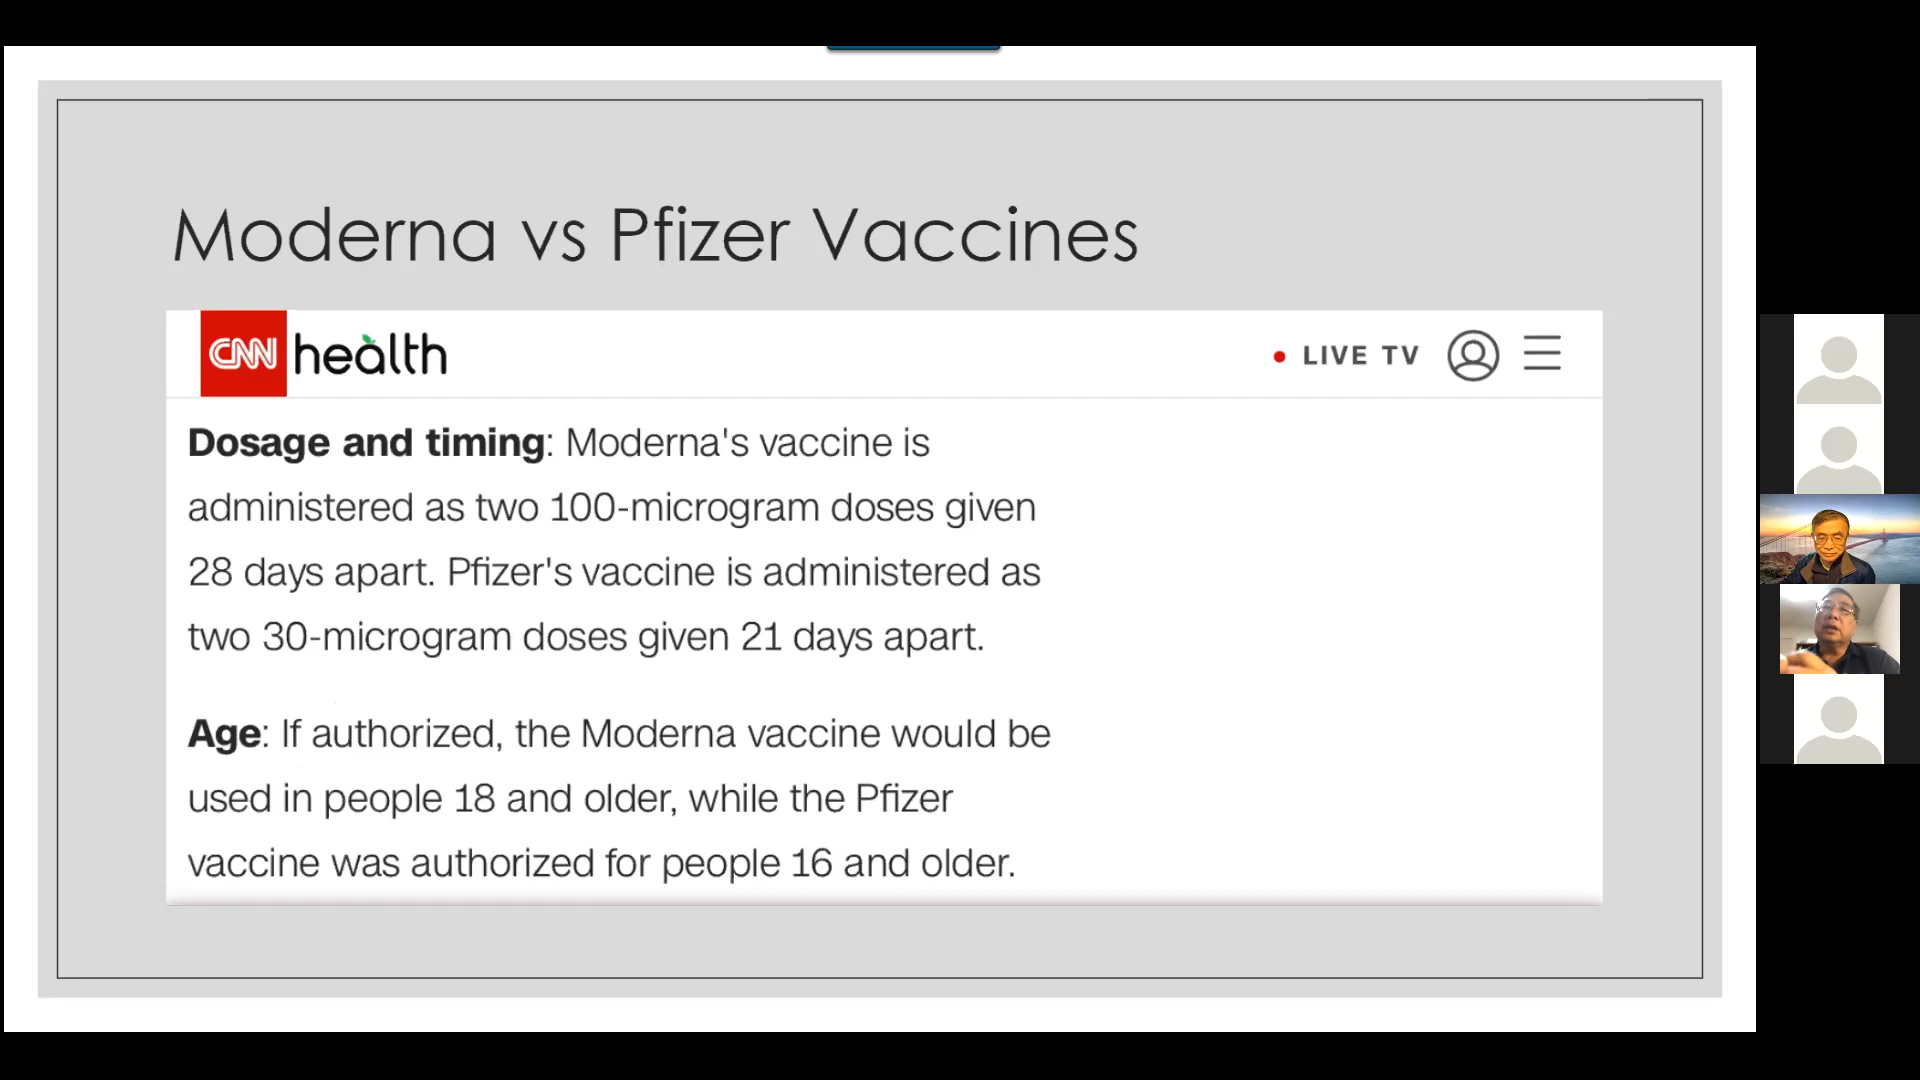 Moderna vs Pfizer Vaccines
CNN health
LIVE TV
Dosage and timing: Moderna's vaccine is
administered as two 100-microgram doses given
28 days apart. Pfizer's vaccine is administered as
two 30-microgram doses given 21 days apart.
Age: If authorized, the Moderna vaccine would be
used in people 18 and older, while the Pfizer
vaccine was authorized for people 16 and older.